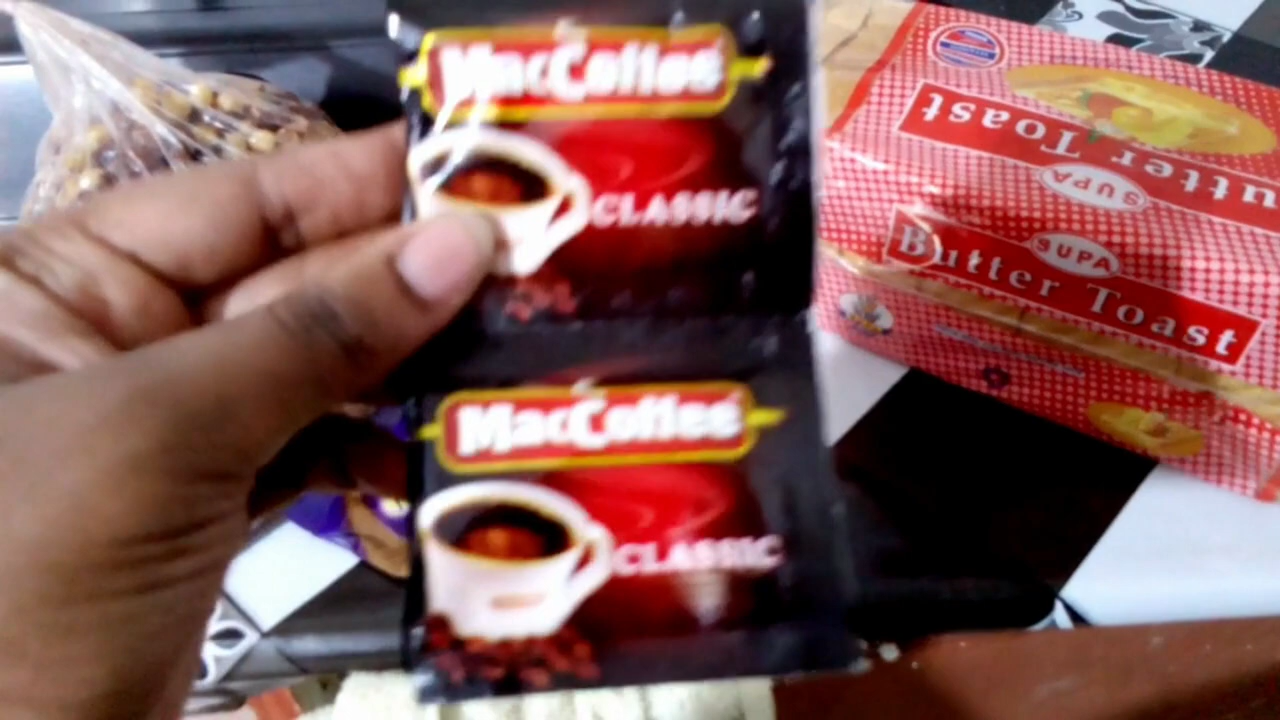 MacCoffee
CLASSIC
MacCoffee
CLASSIC
Butter Toast
SUPA
SUPA
Butter Toast